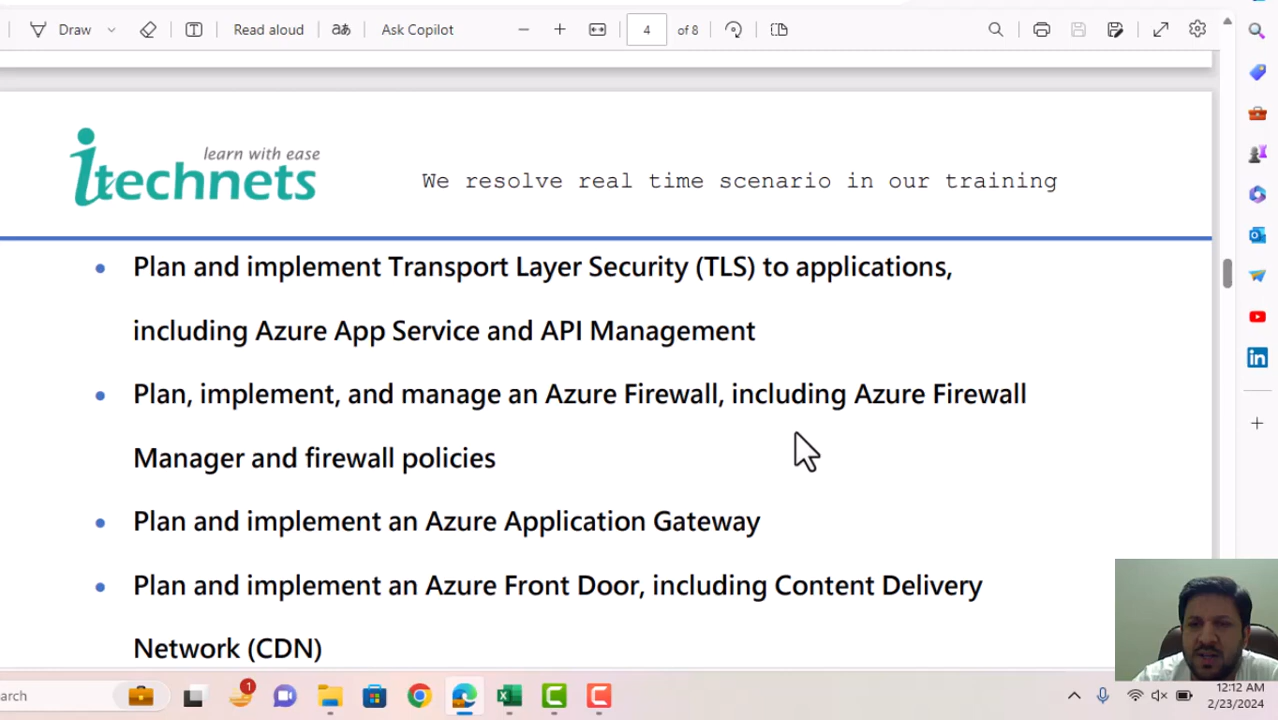 Draw
Read aloud
aあ
Ask Copilot
4
of 8
learn with ease
itechnets
We resolve real time scenario in our training
Plan and implement Transport Layer Security (TLS) to applications,
including Azure App Service and API Management
Plan, implement, and manage an Azure Firewall, including Azure Firewall
Manager and firewall policies
Plan and implement an Azure Application Gateway
Plan and implement an Azure Front Door, including Content Delivery
Network (CDN)
arch
1
12:12 AM
2/23/2024